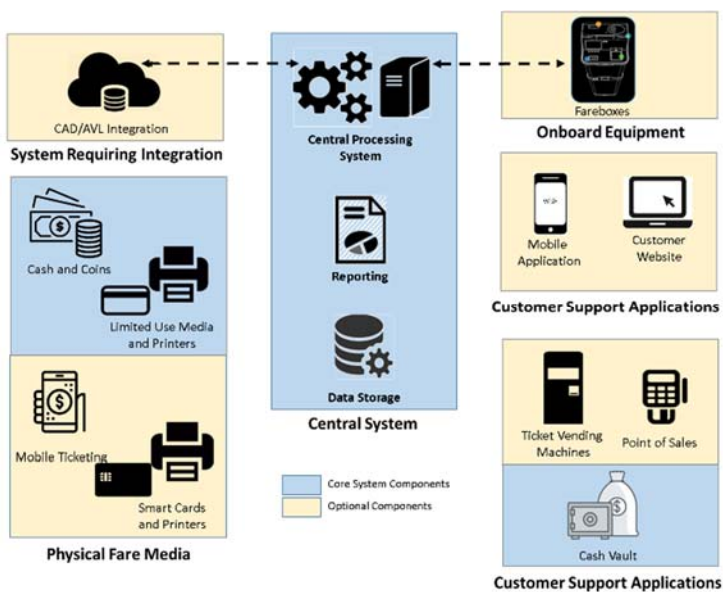 CAD/AVL Integration
System Requiring Integration
Cash and Coins
Limited Use Media
and Printers
Mobile Ticketing
Smart Cards
and Printers
Physical Fare Media
Central Processing
System
Reporting
Data Storage
Central System
Core System Components
Optional Components
Fareboxes
Onboard Equipment
Mobile
Application
Customer
Website
Customer Support Applications
Ticket Vending
Machines
Point of Sales
Cash Vault
Customer Support Applications